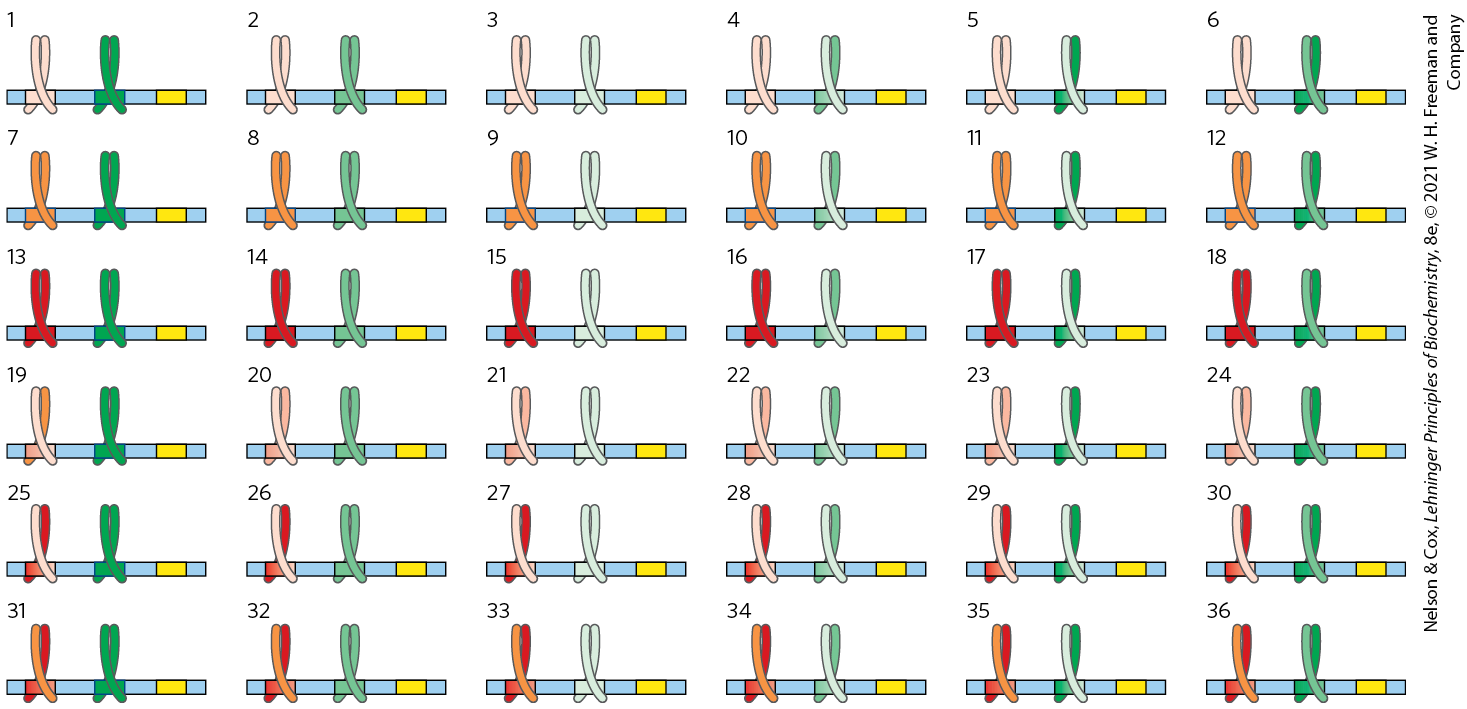 1 2 3 4 5 6
7 8 9 10 11 12
13 14 15 16 17 18
19 20 21 22 23 24
25 26 27 28 29 30
31 32 33 34 35 36
Nelson & Cox, Lehninger Principles of Biochemistry, 8e, © 2021 W. H. Freeman and
Company